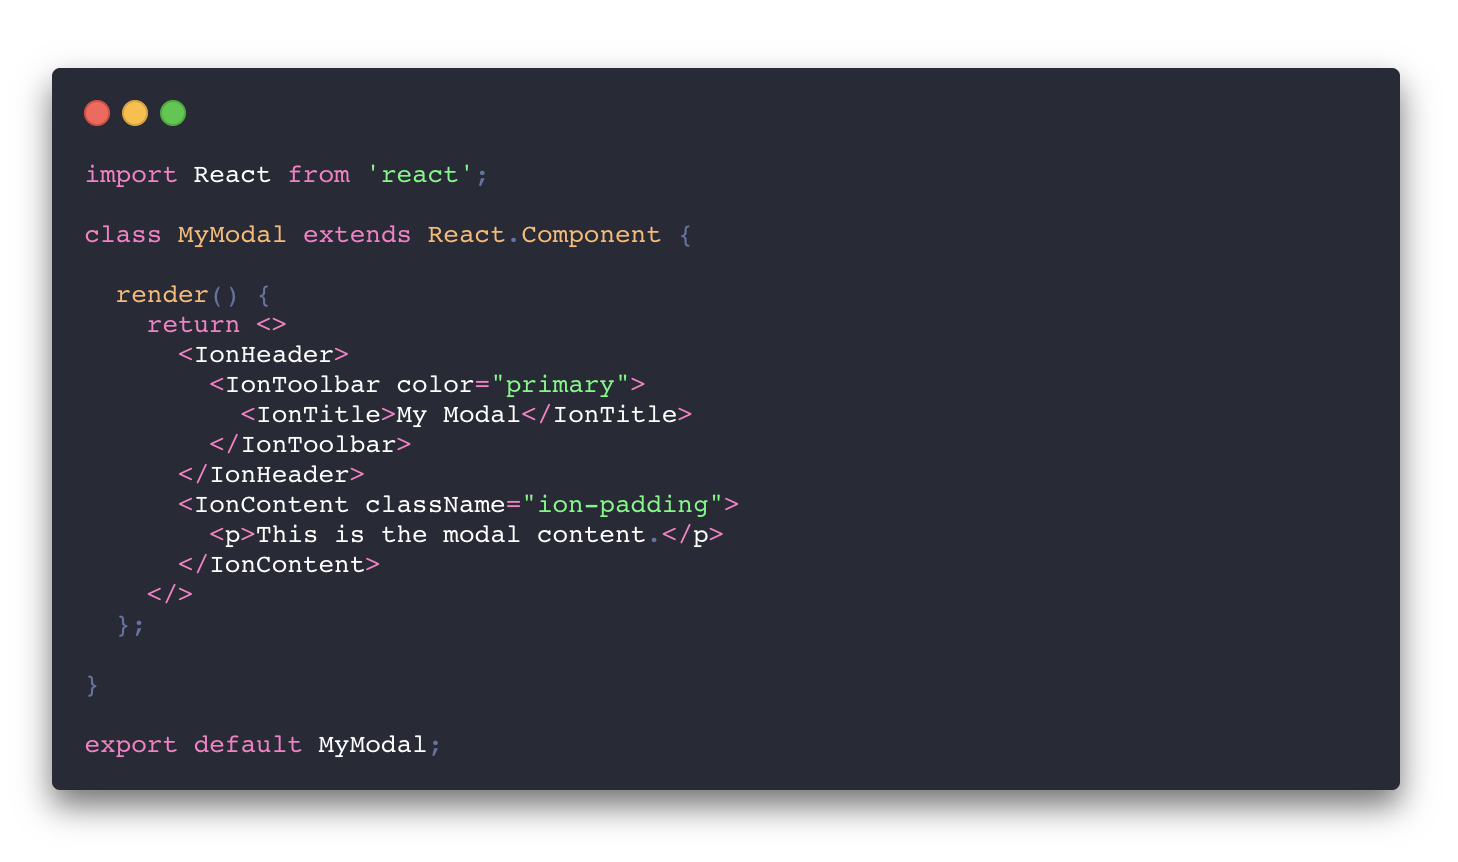 import React from 'react';
class MyModal extends React.Component {
  render() {
    return <>
      <IonHeader>
        <IonToolbar color="primary">
          <IonTitle>My Modal</IonTitle>
        </IonToolbar>
      </IonHeader>
      <IonContent className="ion-padding">
        <p>This is the modal content.</p>
      </IonContent>
    </>
  };
}
export default MyModal;